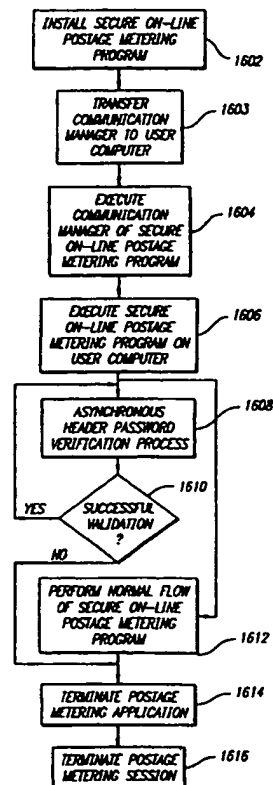 INSTALL SECURE ON-LINE
POSTAGE METERING
PROGRAM
1602
TRANSFER
COMMUNICATION
MANAGER TO USER
COMPUTER
1603
EXECUTE
COMMUNICATION
MANAGER OF SECURE
ON-LINE POSTAGE
METERING PROGRAM
1604
EXECUTE SECURE
ON-LINE POSTAGE
METERING PROGRAM ON
USER COMPUTER
1606
ASYNCHRONOUS
HEADER PASSWORD
VERIFICATION PROCESS
1608
1610
SUCCESSFUL
VALIDATION
?
YES
NO
PERFORM NORMAL FLOW
OF SECURE ON-LINE
POSTAGE METERING
PROGRAM
1612
TERMINATE POSTAGE
METERING APPLICATION
1614
TERMINATE POSTAGE
METERING SESSION
1616